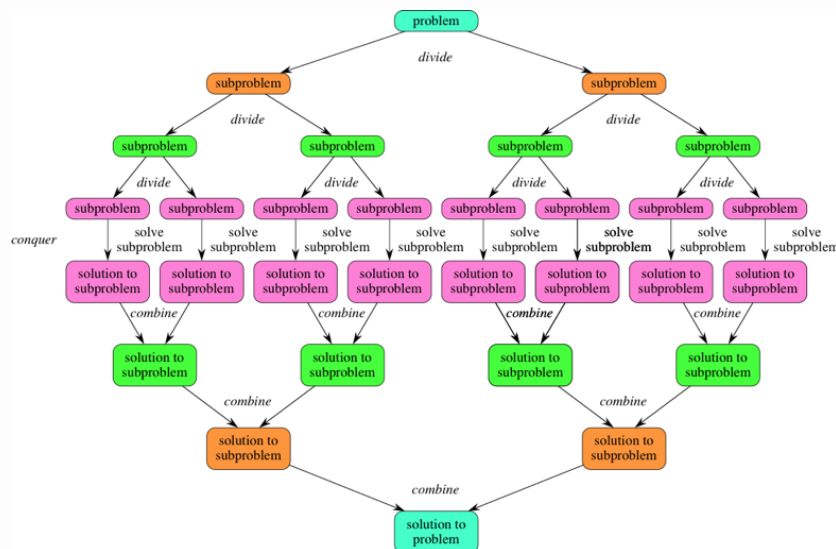 problem
divide
subproblem
subproblem
divide
divide
subproblem
subproblem
subproblem
subproblem
divide
divide
divide
divide
subproblem
subproblem
subproblem
subproblem
subproblem
subproblem
subproblem
subproblem
conquer
solve
subproblem
solve
subproblem
solve
subproblem
solve
subproblem
solve
subproblem
solve
subproblem
solve
subproblem
solve
subproblem
solution to
subproblem
solution to
subproblem
solution to
subproblem
solution to
subproblem
solution to
subproblem
solution to
subproblem
solution to
subproblem
solution to
subproblem
combine
combine
combine
combine
solution to
subproblem
solution to
subproblem
solution to
subproblem
solution to
subproblem
combine
combine
solution to
subproblem
solution to
subproblem
combine
solution to
problem